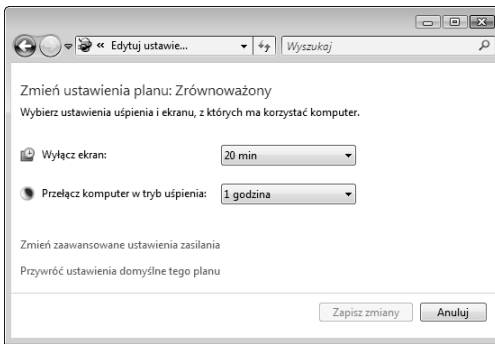 « Edytuj ustawie... Wyszukaj
Zmień ustawienia planu: Zrównoważony
Wybierz ustawienia uśpienia i ekranu, z których ma korzystać komputer.
Wyłącz ekran: 20 min
Przełącz komputer w tryb uśpienia: 1 godzina
Zmień zaawansowane ustawienia zasilania
Przywróć ustawienia domyślne tego planu
Zapisz zmiany Anuluj